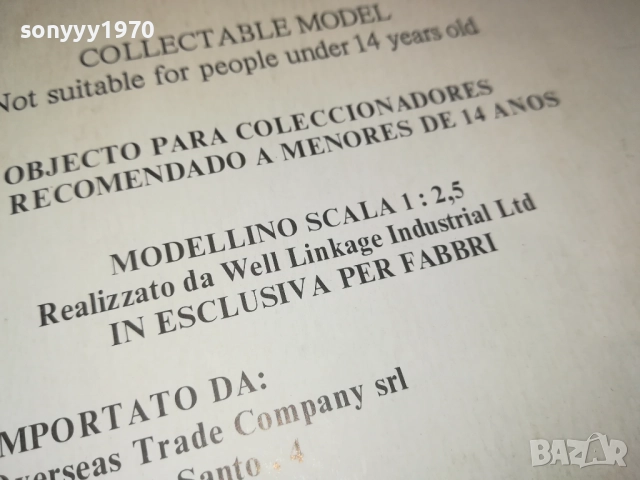 sonyyy1970
COLLECTABLE MODEL
Not suitable for people under 14 years old
OBJECTO PARA COLECCIONADORES
RECOMENDADO A MENORES DE 14 ANOS
MODELLINO SCALA 1 : 2,5
Realizzato da Well Linkage Industrial Ltd
IN ESCLUSIVA PER FABBRI
IMPORTATO DA:
Overseas Trade Company srl
Santo 4
bazar